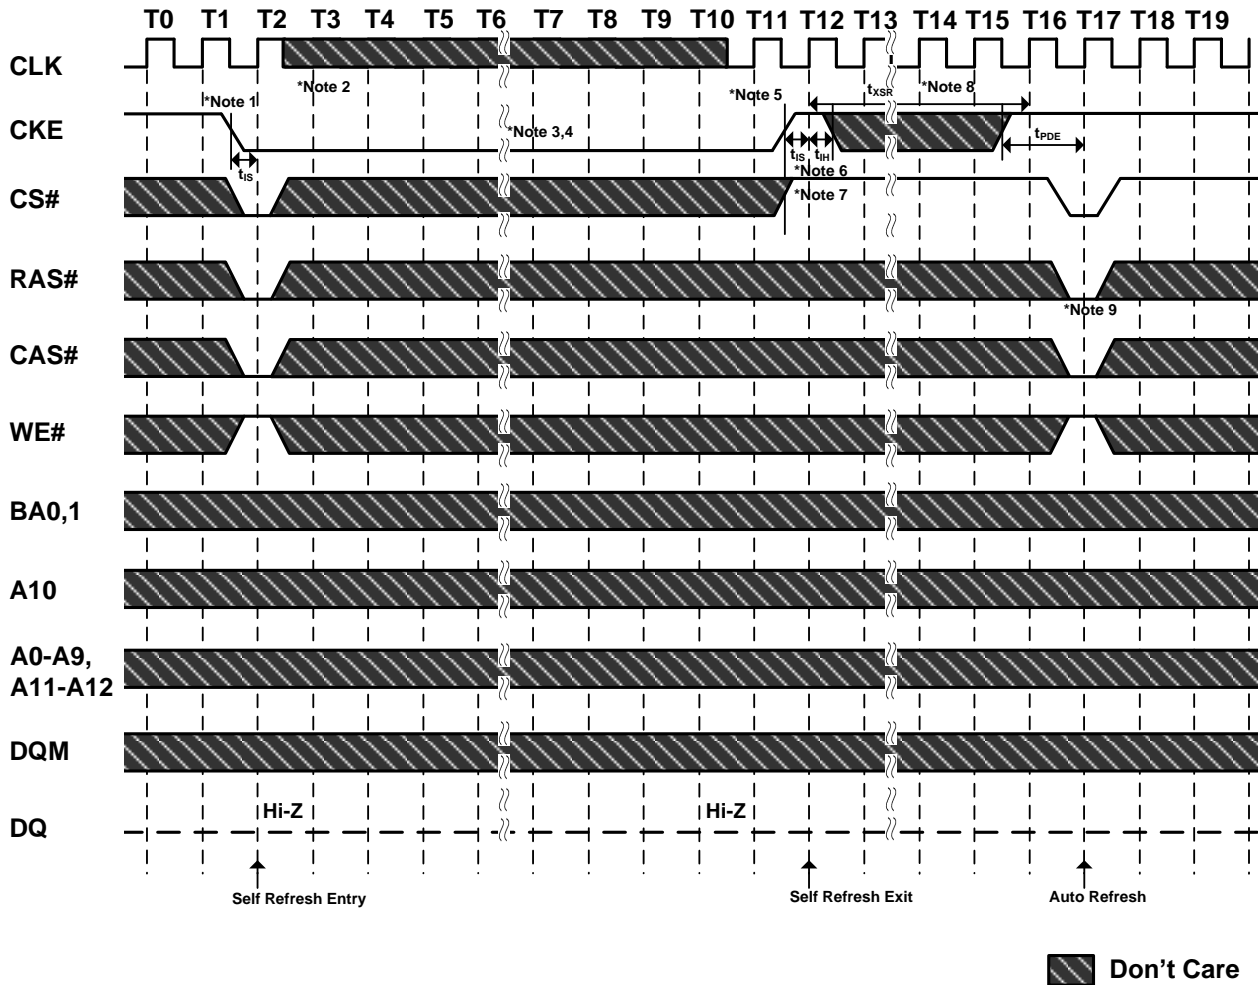 T0 T1 T2 T3 T4 T5 T6 T7 T8 T9 T10 T11 T12 T13 T14 T15 T16 T17 T18 T19
CLK
*Note 1 *Note 2 *Note 5 tXSR *Note 8
CKE
*Note 3,4 tPDE
tIS tIS tIH
*Note 6
CS#
*Note 7
RAS#
*Note 9
CAS#
WE#
BA0,1
A10
A0-A9,
A11-A12
DQM
Hi-Z Hi-Z
DQ
Self Refresh Entry Self Refresh Exit Auto Refresh
Don't Care